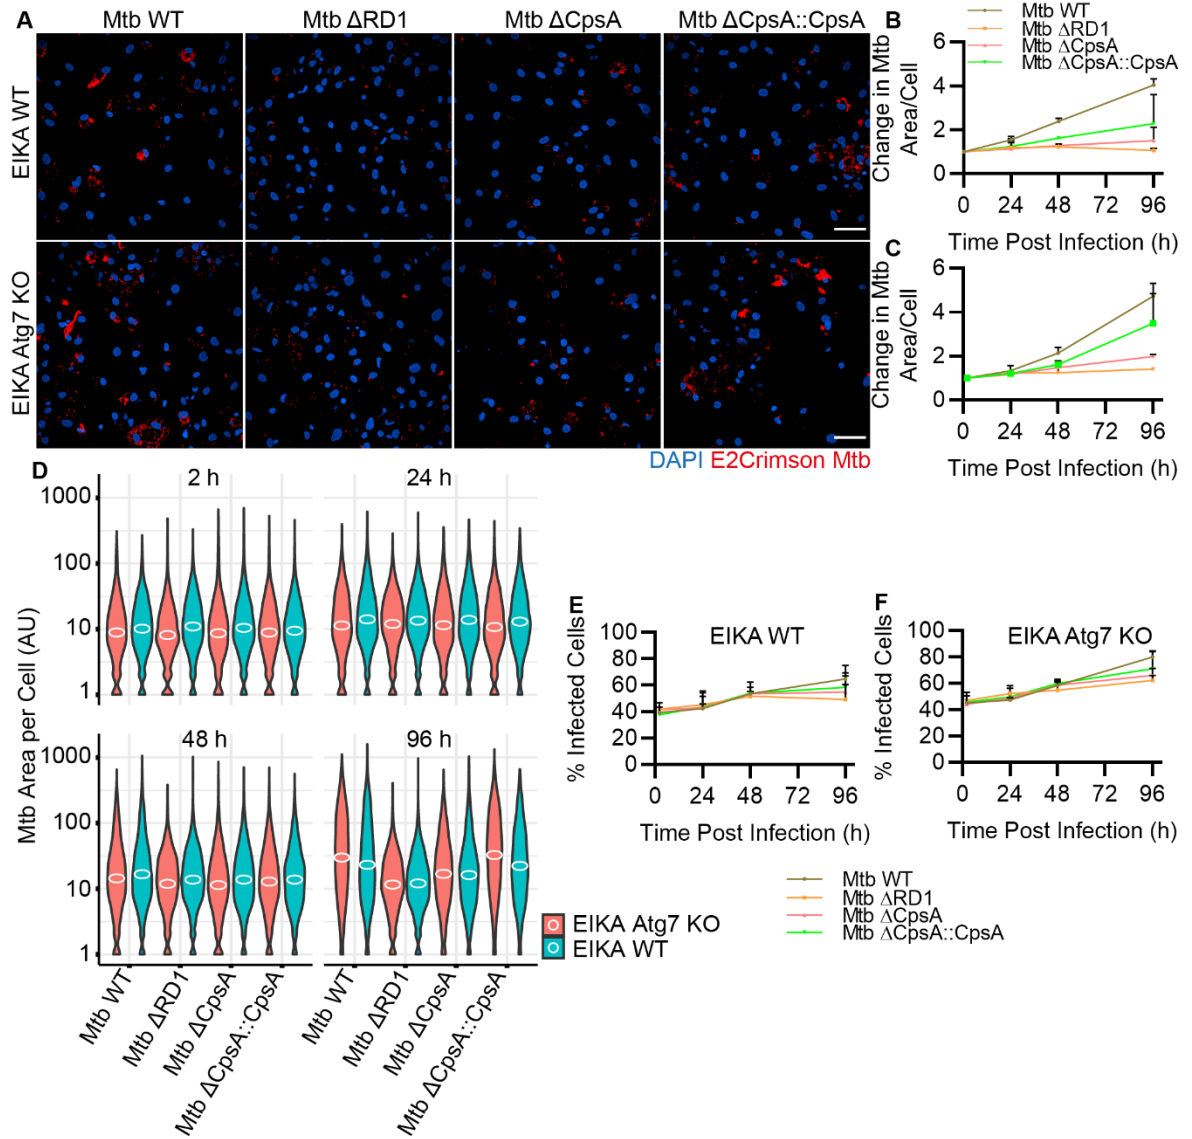 A
Mtb WT
Mtb ΔRD1
Mtb ΔCpsA
Mtb ΔCpsA::CpsA
EIKA WT
EIKA Atg7 KO
DAPI E2Crimson Mtb
B
Mtb WT
Mtb ΔRD1
Mtb ΔCpsA
Mtb ΔCpsA::CpsA
Change in Mtb
Area/Cell
6
4
2
0
0 24 48 72 96
Time Post Infection (h)
C
Change in Mtb
Area/Cell
6
4
2
0
0 24 48 72 96
Time Post Infection (h)
D
Mtb Area per Cell (AU)
2 h
24 h
1000
100
10
1
48 h
96 h
1000
100
10
1
Mtb WT
Mtb ΔRD1
Mtb ΔCpsA
Mtb ΔCpsA::CpsA
Mtb WT
Mtb ΔRD1
Mtb ΔCpsA
Mtb ΔCpsA::CpsA
EIKA Atg7 KO
EIKA WT
E
EIKA WT
% Infected Cells
100
80
60
40
20
0
0 24 48 72 96
Time Post Infection (h)
F
EIKA Atg7 KO
% Infected Cells
100
80
60
40
20
0
0 24 48 72 96
Time Post Infection (h)
Mtb WT
Mtb ΔRD1
Mtb ΔCpsA
Mtb ΔCpsA::CpsA